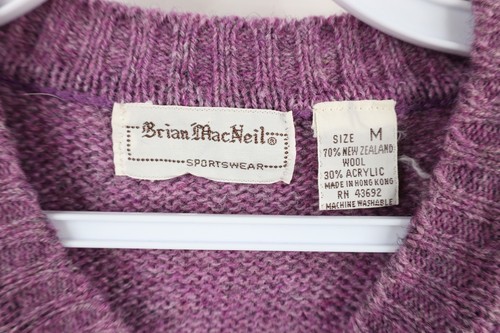 Brian MacNeil®
SPORTSWEAR
SIZE M
70% NEW ZEALAND
WOOL
30% ACRYLIC
MADE IN HONG KONG
RN 43692
MACHINE WASHABLE